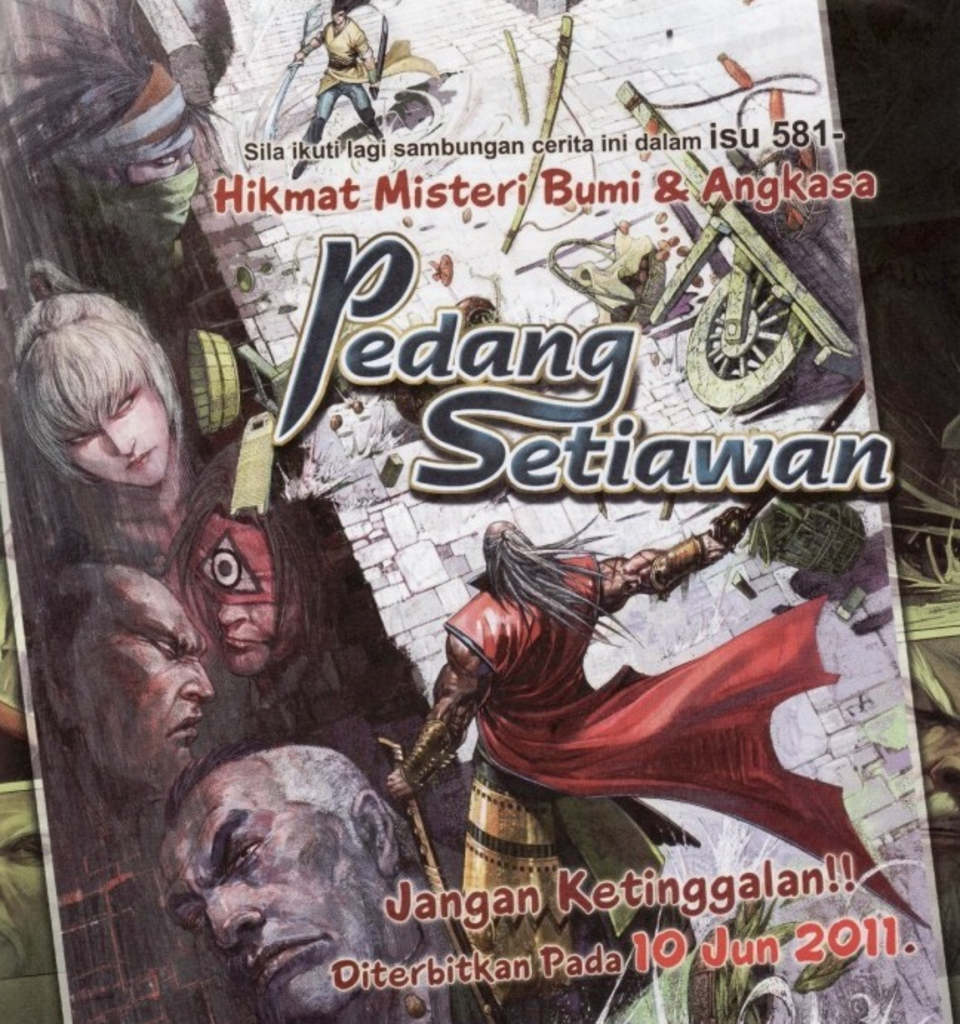 Sila ikuti lagi sambungan cerita ini dalam isu 581-
Hikmat Misteri Bumi & Angkasa
Pedang
Setiawan
Jangan Ketinggalan!!
Diterbitkan Pada 10 Jun 2011.